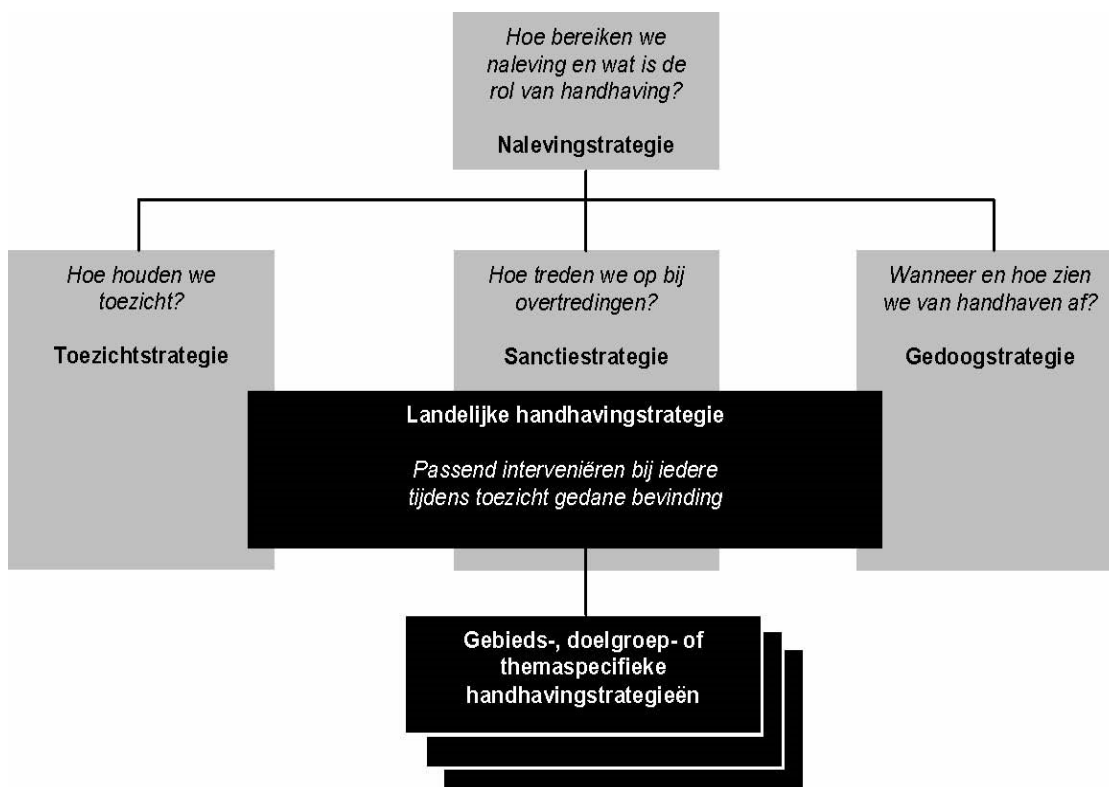 Hoe bereiken we
naleving en wat is de
rol van handhaving?
Nalevingstrategie
Hoe houden we
toezicht?
Toezichtstrategie
Hoe treden we op bij
overtredingen?
Sanctiestrategie
Wanneer en hoe zien
we van handhaven af?
Gedoogstrategie
Landelijke handhavingstrategie
Passend interveniëren bij iedere
tijdens toezicht gedane bevinding
Gebieds-, doelgroep- of
themaspecifieke
handhavingstrategieën